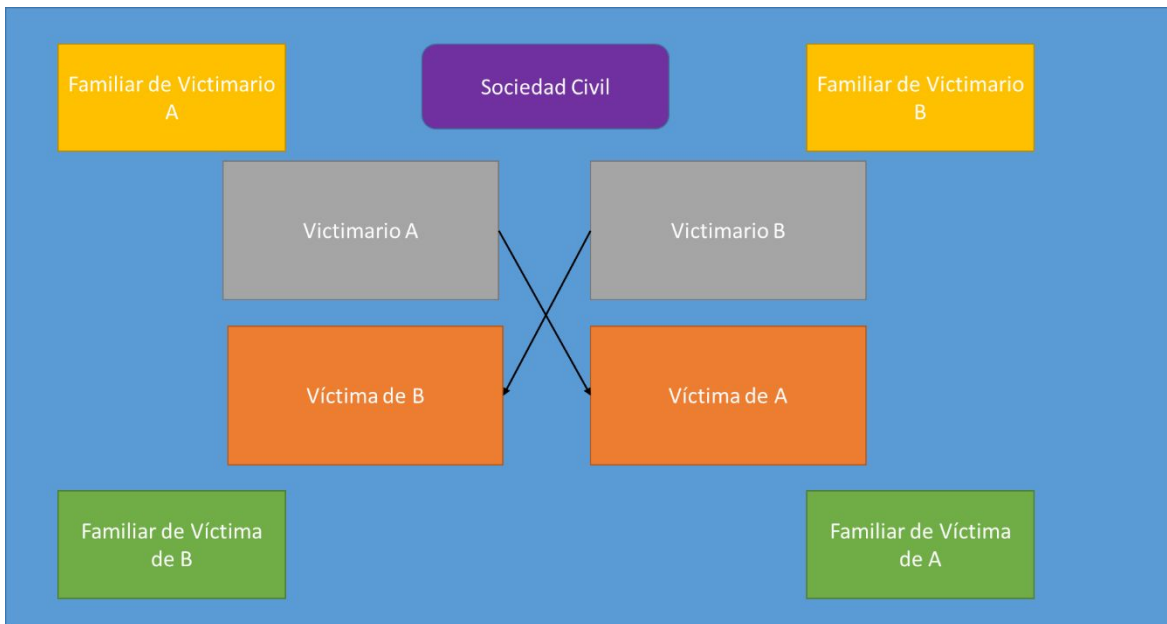 Familiar de Victimario
A
Sociedad Civil
Familiar de Victimario
B
Victimario A
Victimario B
Víctima de B
Víctima de A
Familiar de Víctima
de B
Familiar de Víctima
de A